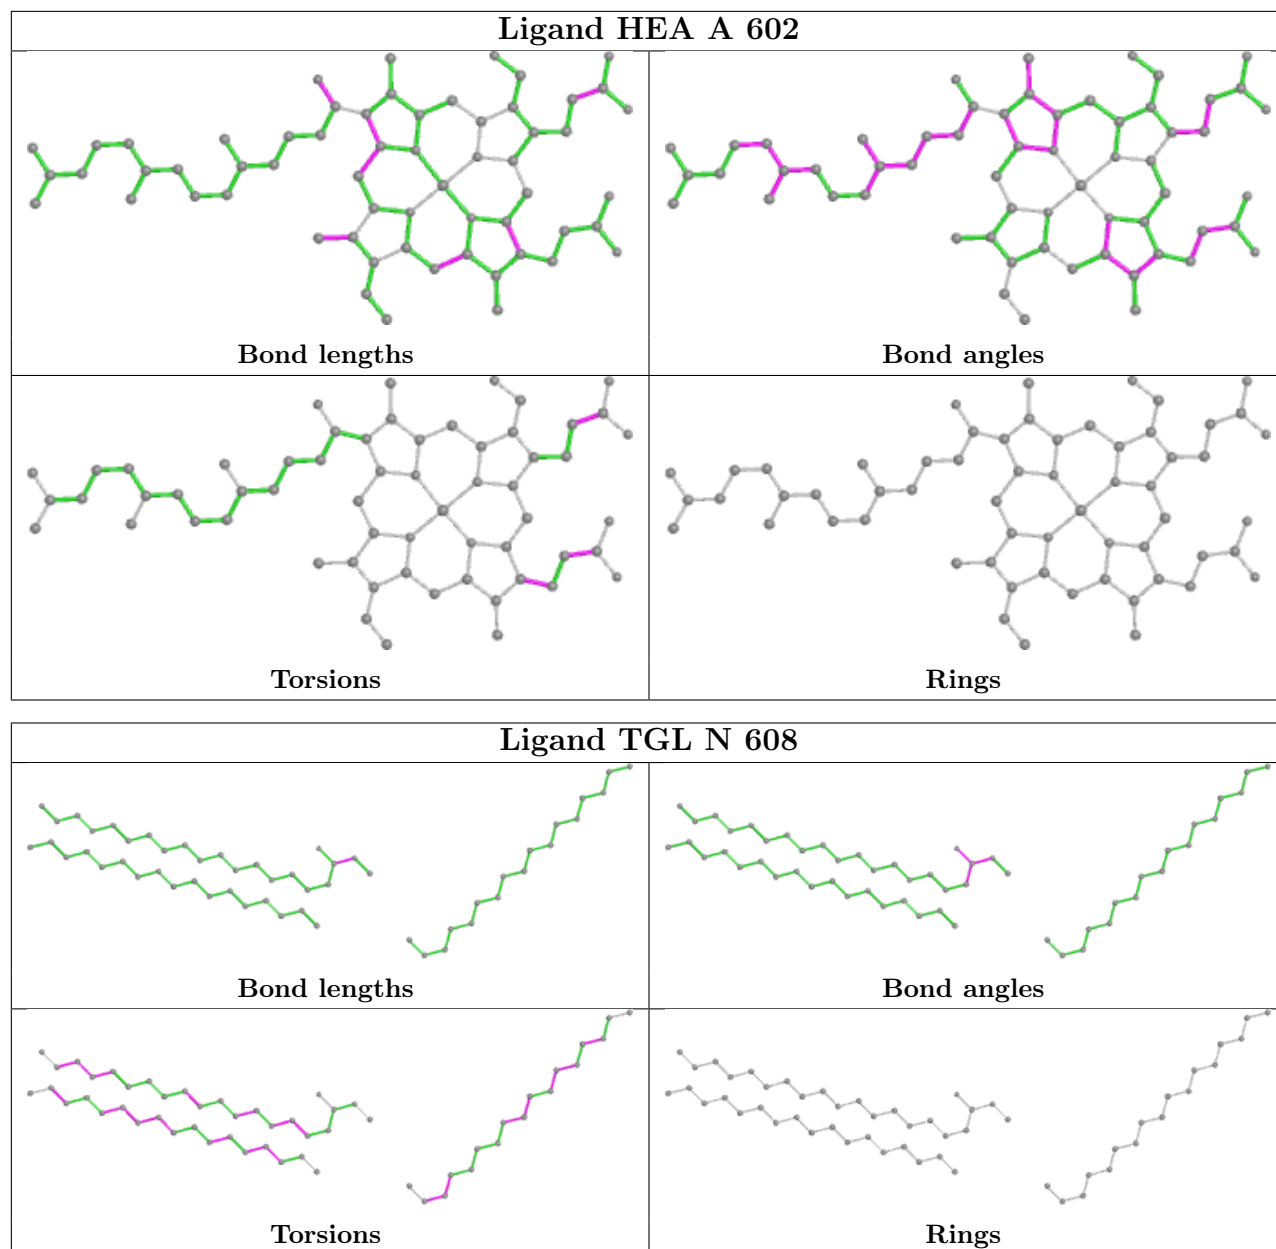 Ligand HEA A 602
Bond lengths
Bond angles
Torsions
Rings
Ligand TGL N 608
Bond lengths
Bond angles
Torsions
Rings